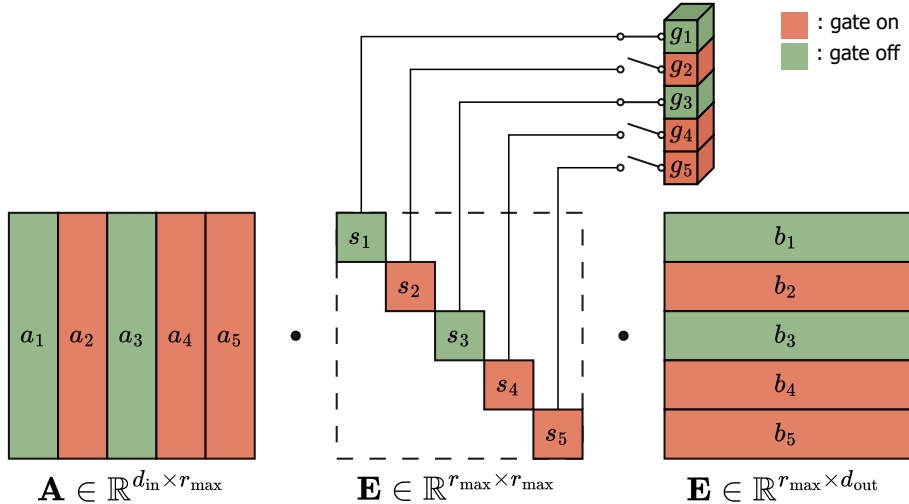 g₁
g₂
g₃
g₄
g₅
: gate on
: gate off
a₁ a₂ a₃ a₄ a₅
s₁
s₂
s₃
s₄
s₅
b₁
b₂
b₃
b₄
b₅
𝐀 ∈ ℝ^{d_in × r_max}
𝐄 ∈ ℝ^{r_max × r_max}
𝐄 ∈ ℝ^{r_max × d_out}